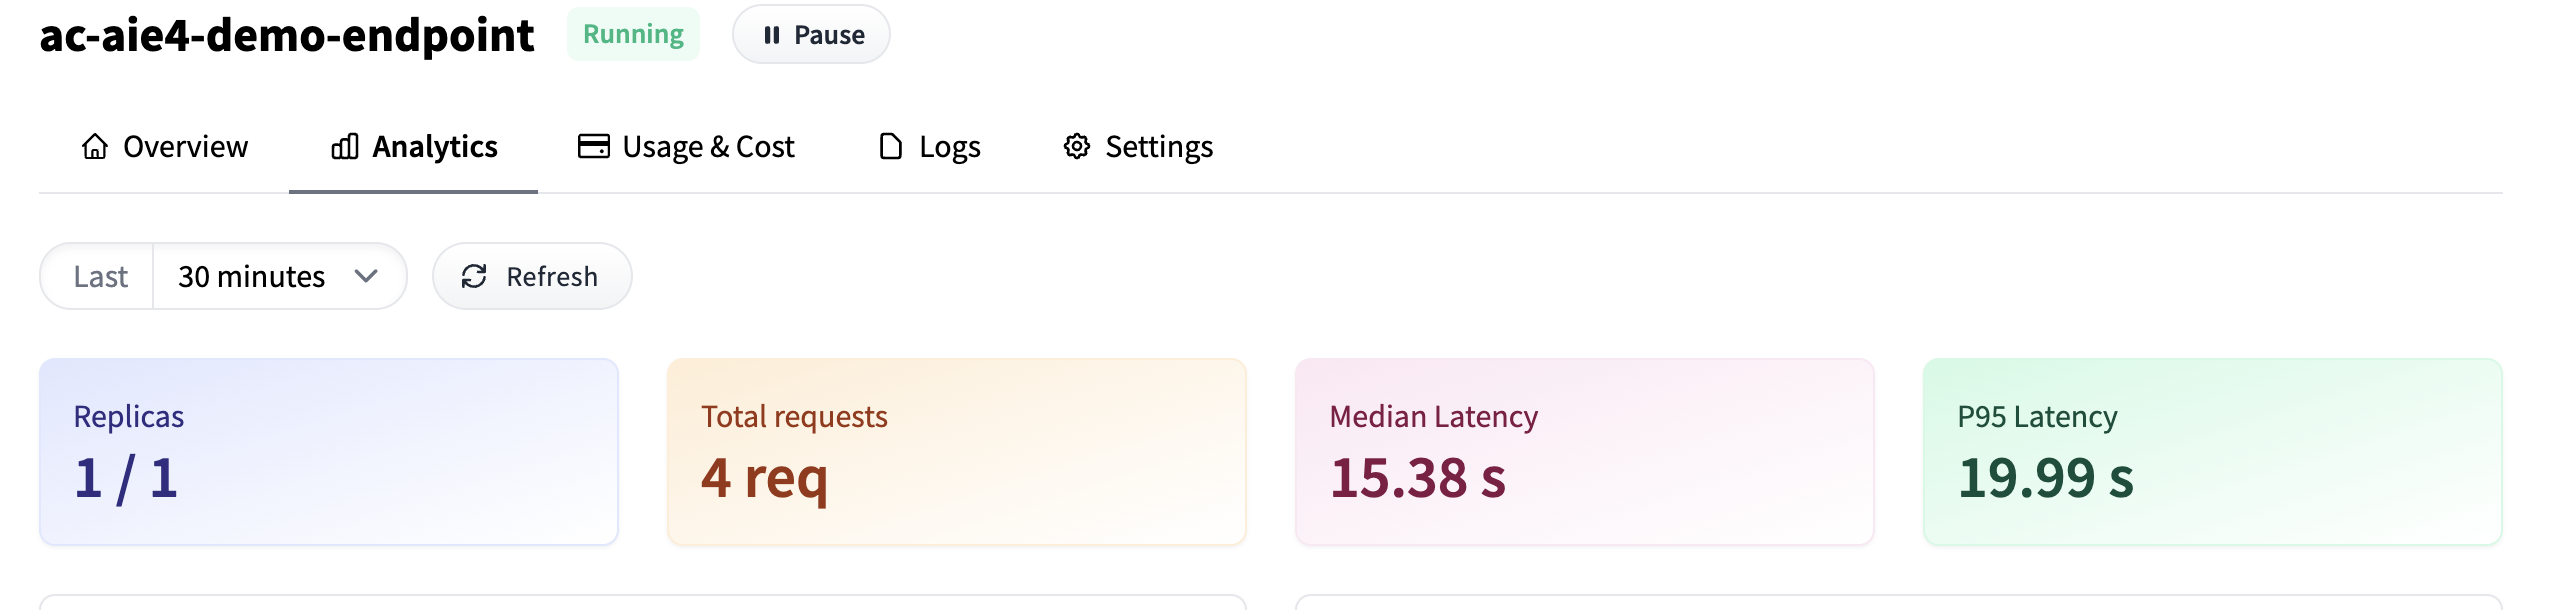 ac-aie4-demo-endpoint Running Pause
Overview Analytics Usage & Cost Logs Settings
Last 30 minutes Refresh
Replicas
1 / 1
Total requests
4 req
Median Latency
15.38 s
P95 Latency
19.99 s